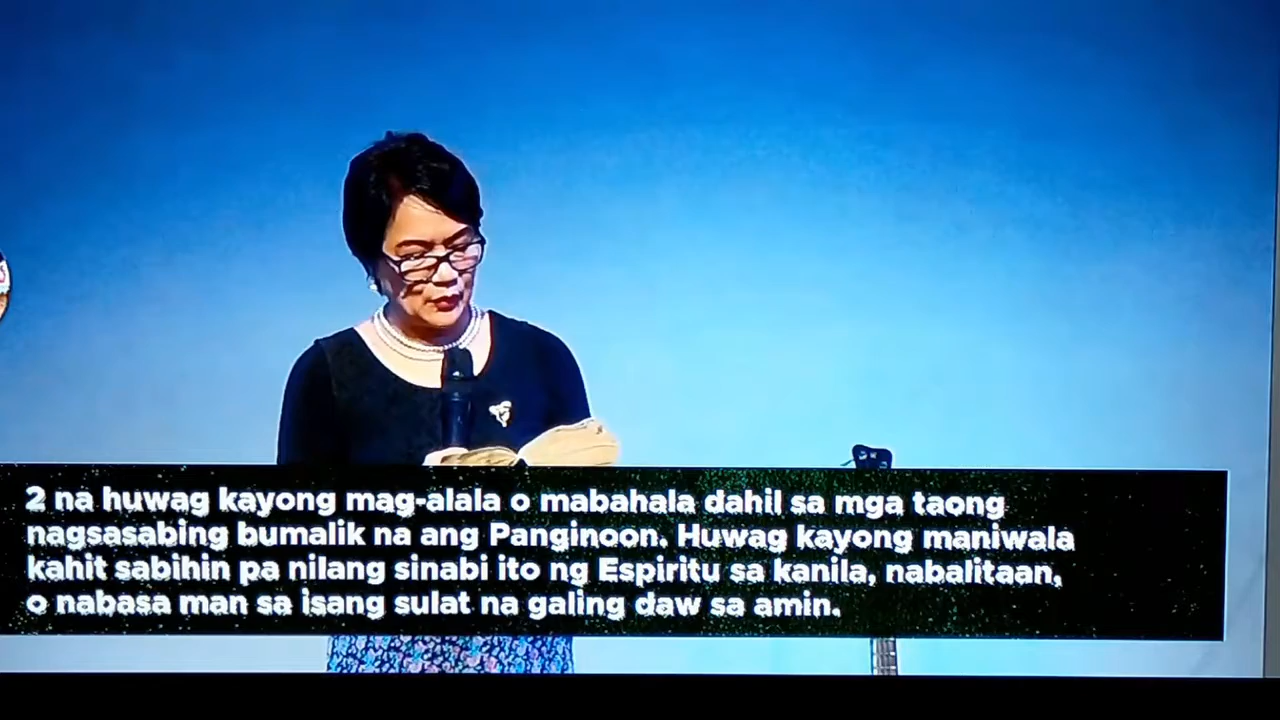 2 na huwag kayong mag-alala o mabahala dahil sa mga taong
nagsasabing bumalik na ang Panginoon. Huwag kayong maniwala
kahit sabihin pa nilang sinabi ito ng Espiritu sa kanila, nabalitaan,
o nabasa man sa isang sulat na galing daw sa amin.